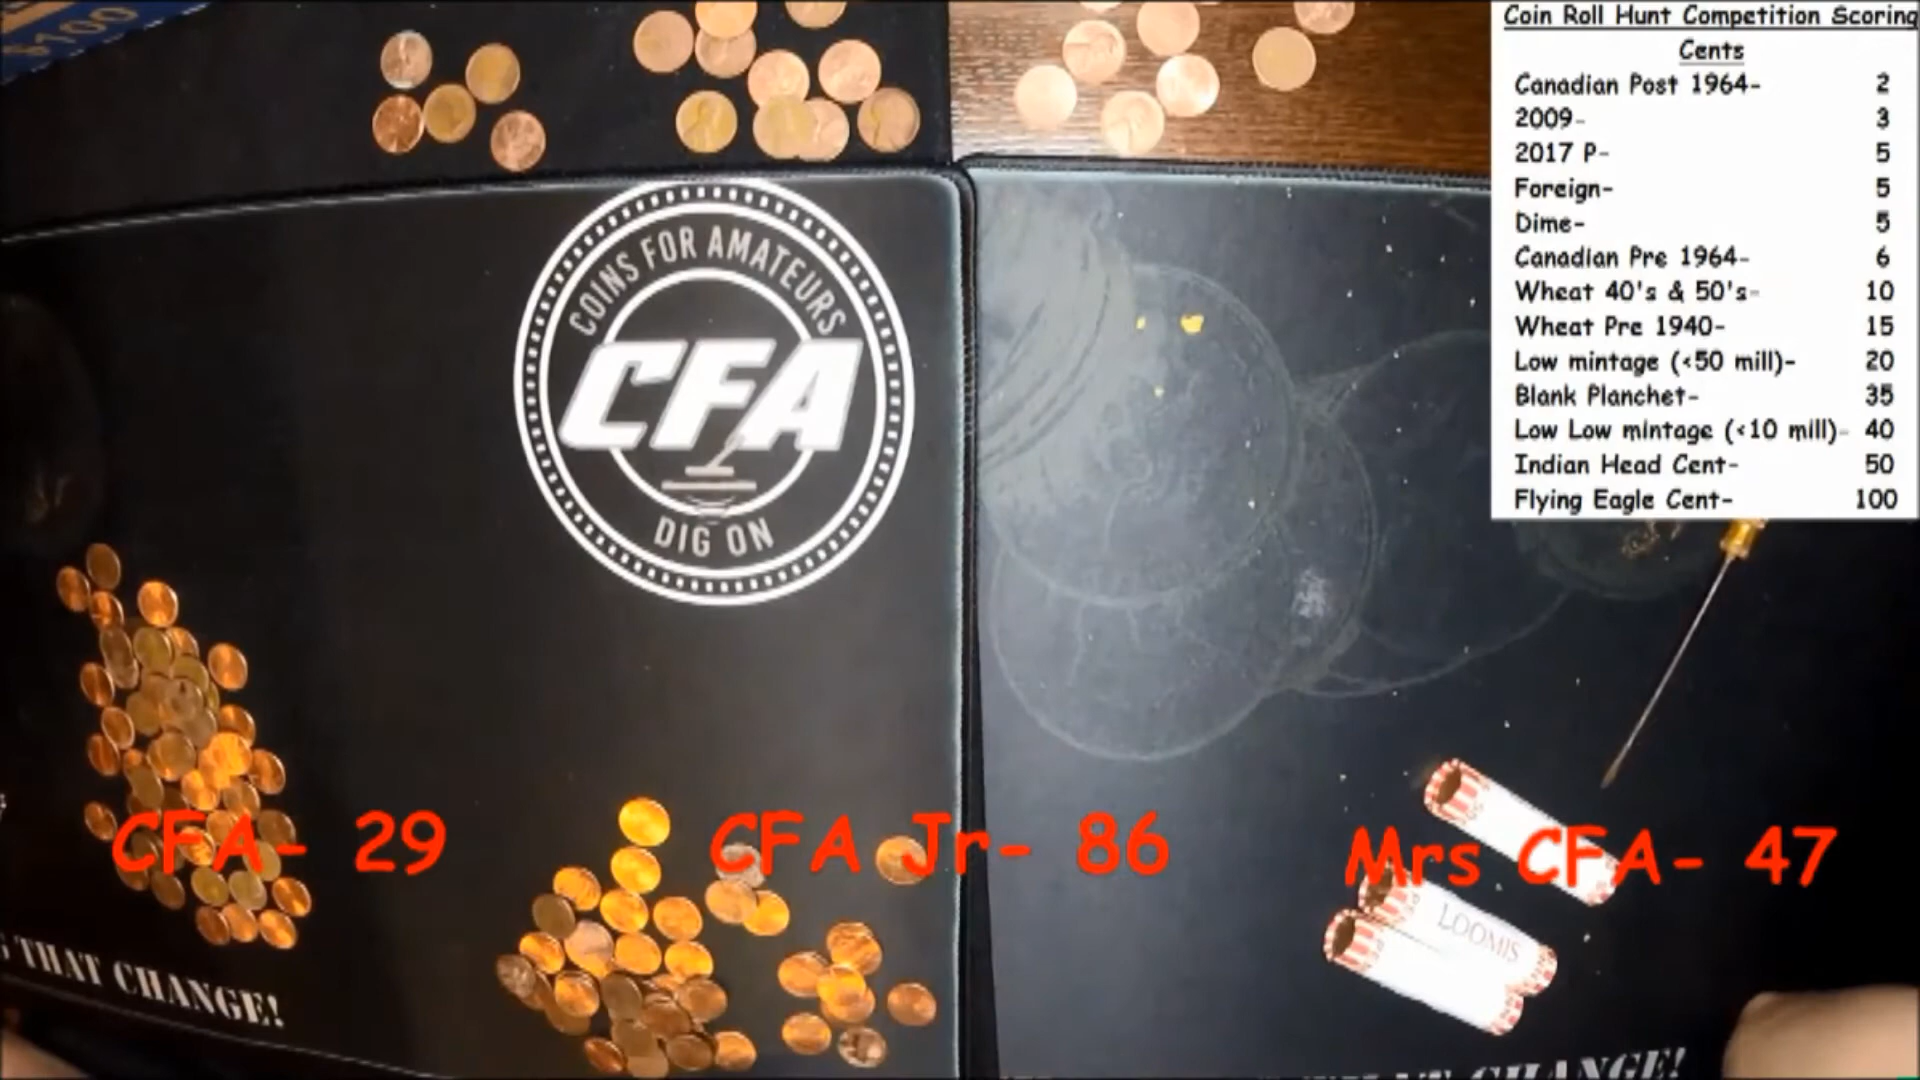 $100
Coin Roll Hunt Competition Scoring
Cents
Canadian Post 1964- 2
2009- 3
2017 P- 5
Foreign- 5
Dime- 5
Canadian Pre 1964- 6
Wheat 40's & 50's- 10
Wheat Pre 1940- 15
Low mintage (<50 mill)- 20
Blank Planchet- 35
Low Low mintage (<10 mill)- 40
Indian Head Cent- 50
Flying Eagle Cent- 100
COINS FOR AMATEURS
CFA
DIG ON
CFA- 29
CFA Jr- 86
Mrs CFA- 47
LOOMIS
THAT CHANGE!
CHANGE!